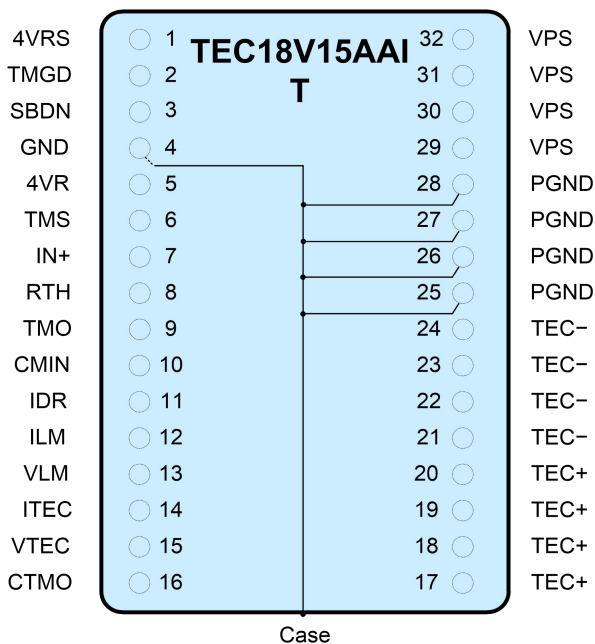 4VRS 1 TEC18V15AAI 32 VPS
TMGD 2 T 31 VPS
SBDN 3 30 VPS
GND 4 29 VPS
4VR 5 28 PGND
TMS 6 27 PGND
IN+ 7 26 PGND
RTH 8 25 PGND
TMO 9 24 TEC−
CMIN 10 23 TEC−
IDR 11 22 TEC−
ILM 12 21 TEC−
VLM 13 20 TEC+
ITEC 14 19 TEC+
VTEC 15 18 TEC+
CTMO 16 17 TEC+
Case